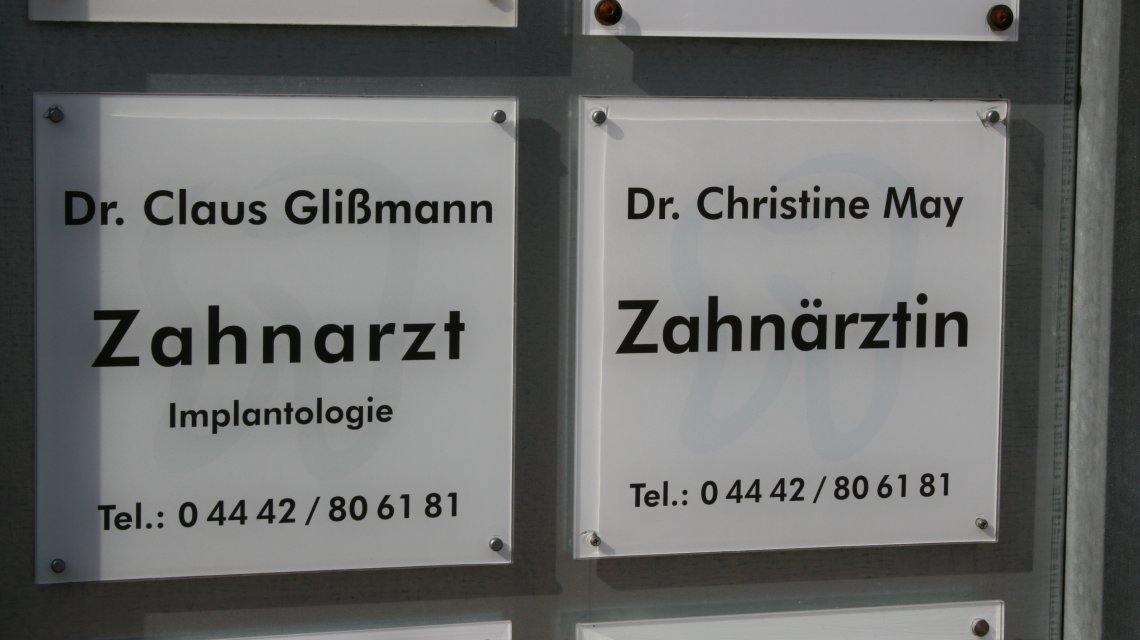 Dr. Claus Glißmann
Zahnarzt
Implantologie
Tel.: 0 44 42 / 80 61 81
Dr. Christine May
Zahnärztin
Tel.: 0 44 42 / 80 61 81